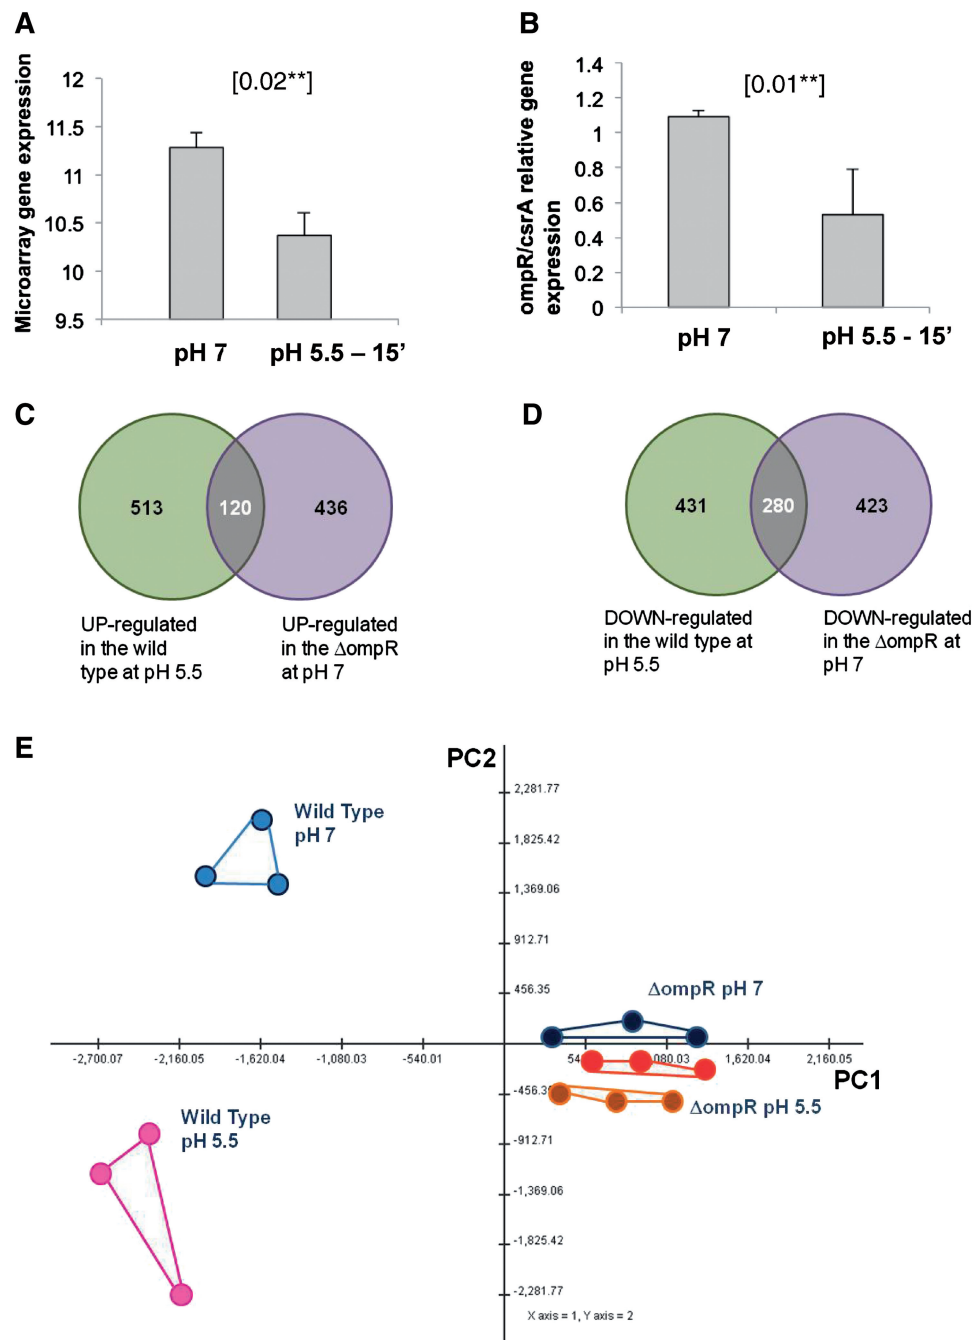 A
Microarray gene expression
[0.02**]
12
11.5
11
10.5
10
9.5
pH 7
pH 5.5 – 15’
B
ompR/csrA relative gene
expression
[0.01**]
1.4
1.2
1
0.8
0.6
0.4
0.2
0
pH 7
pH 5.5 - 15’
C
513
120
436
UP-regulated
in the wild
type at pH 5.5
UP-regulated
in the ΔompR
at pH 7
D
431
280
423
DOWN-regulated
in the wild type at
pH 5.5
DOWN-regulated
in the ΔompR at
pH 7
E
PC2
2,281.77
1,825.42
1,369.06
912.71
456.35
Wild Type
pH 7
ΔompR pH 7
-2,700.07
-2,160.05
-1,620.04
-1,080.03
-540.01
54
080.03
1,620.04
2,160.05
PC1
-456.3
ΔompR pH 5.5
Wild Type
pH 5.5
-912.71
-1,369.06
-1,825.42
-2,281.77
X axis = 1, Y axis = 2